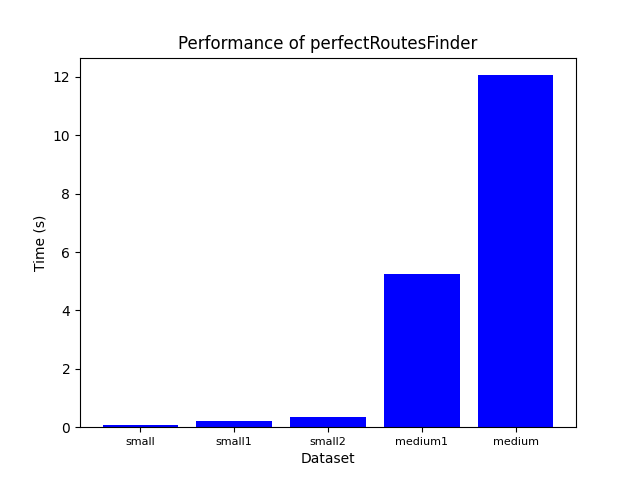 Performance of perfectRoutesFinder
12
10
8
6
4
2
0
Time (s)
small small1 small2 medium1 medium
Dataset